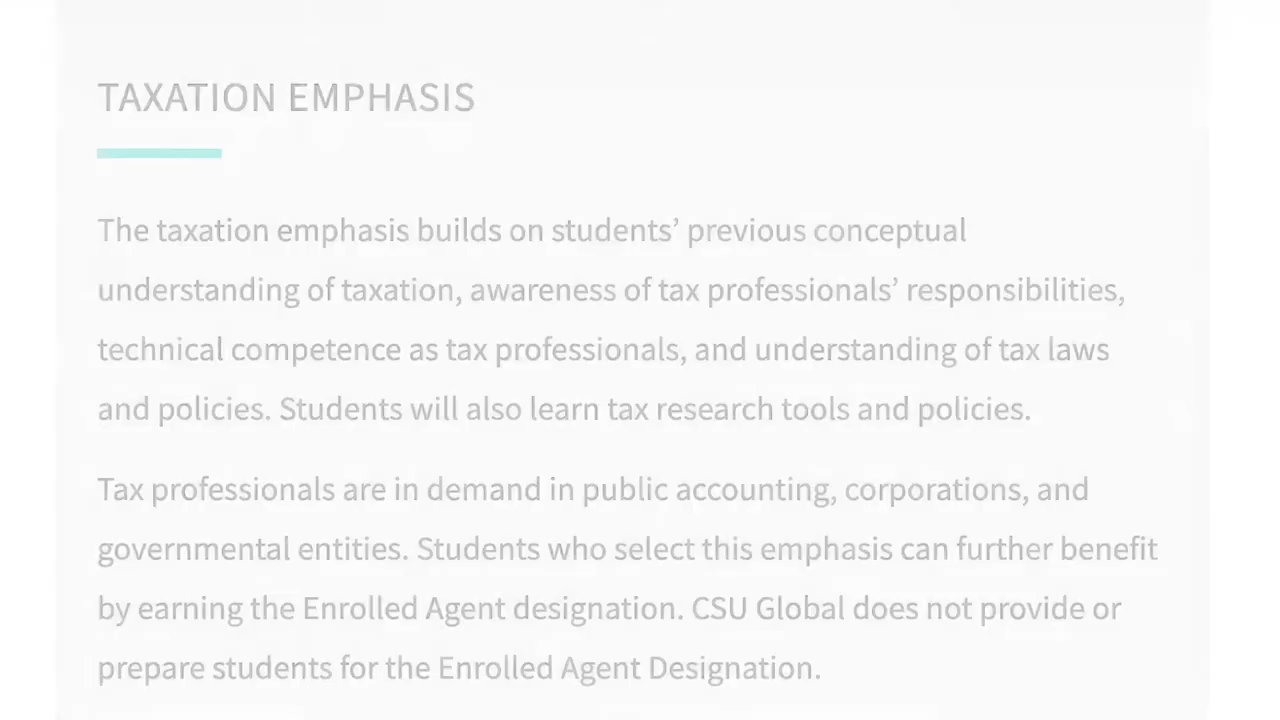 TAXATION EMPHASIS
The taxation emphasis builds on students’ previous conceptual
understanding of taxation, awareness of tax professionals’ responsibilities,
technical competence as tax professionals, and understanding of tax laws
and policies. Students will also learn tax research tools and policies.
Tax professionals are in demand in public accounting, corporations, and
governmental entities. Students who select this emphasis can further benefit
by earning the Enrolled Agent designation. CSU Global does not provide or
prepare students for the Enrolled Agent Designation.